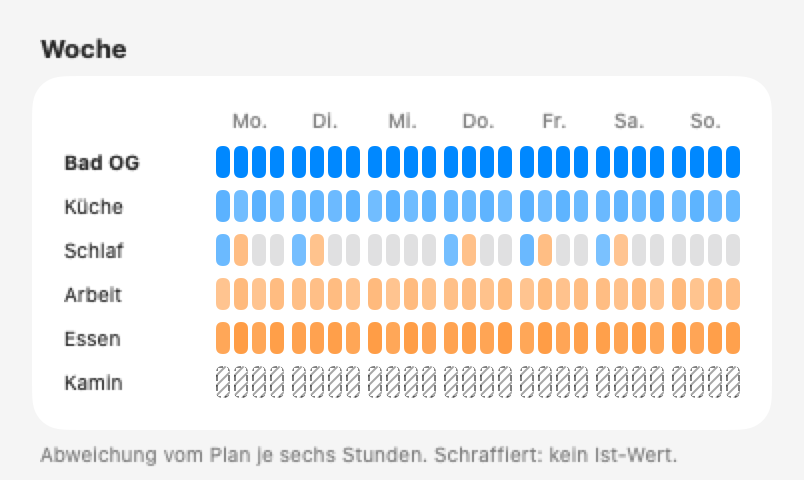 Woche
Mo. Di. Mi. Do. Fr. Sa. So.
Bad OG
Küche
Schlaf
Arbeit
Essen
Kamin
Abweichung vom Plan je sechs Stunden. Schraffiert: kein Ist-Wert.